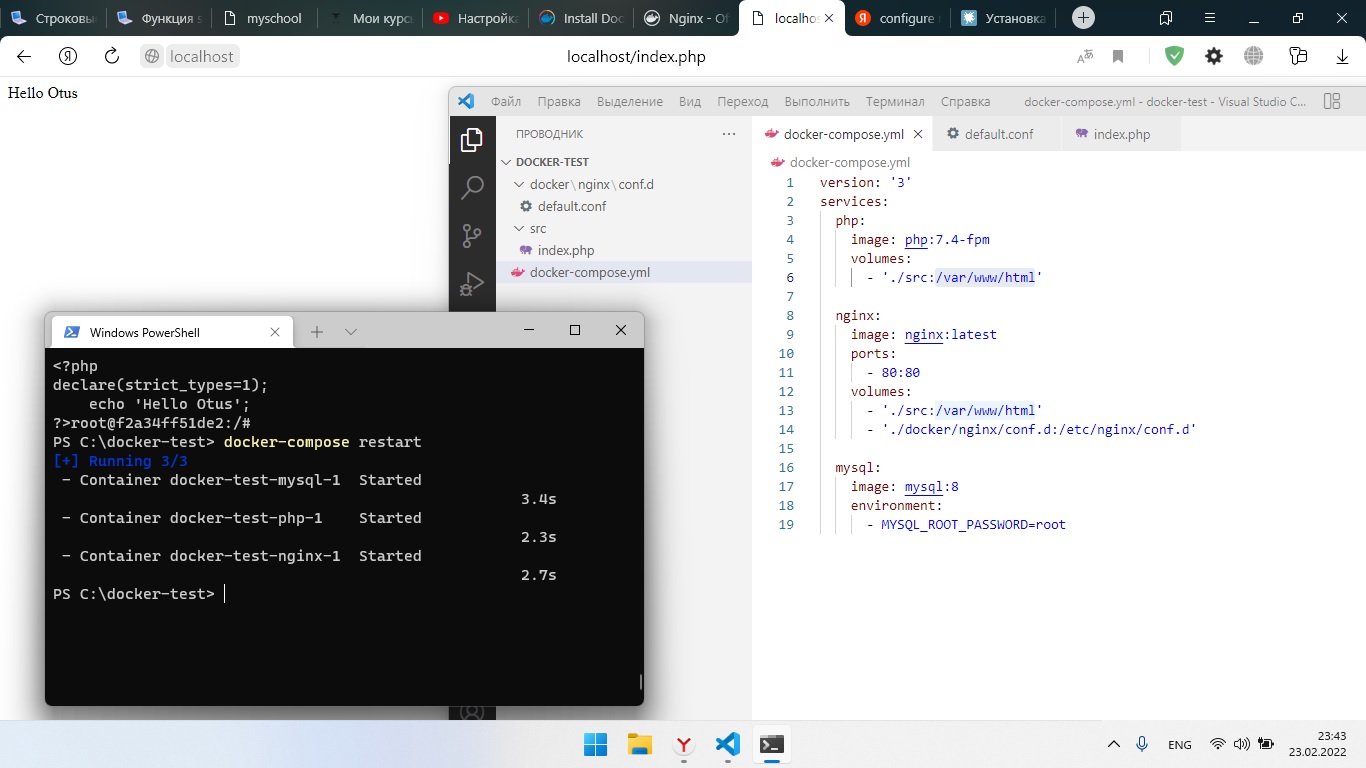 Строковы
Функция s
myschool
Мои курс
Настройка
Install Doc
Nginx - Of
localhos
configure
Установка
localhost
localhost/index.php
Hello Otus
Файл Правка Выделение Вид Переход Выполнить Терминал Справка docker-compose.yml - docker-test - Visual Studio C...
ПРОВОДНИК ...
DOCKER-TEST
docker\nginx\conf.d
default.conf
src
index.php
docker-compose.yml
docker-compose.yml default.conf index.php
docker-compose.yml
1 version: '3'
2 services:
3 php:
4 image: php:7.4-fpm
5 volumes:
6 - './src:/var/www/html'
7
8 nginx:
9 image: nginx:latest
10 ports:
11 - 80:80
12 volumes:
13 - './src:/var/www/html'
14 - './docker/nginx/conf.d:/etc/nginx/conf.d'
15
16 mysql:
17 image: mysql:8
18 environment:
19 - MYSQL_ROOT_PASSWORD=root
Windows PowerShell
<?php
declare(strict_types=1);
echo 'Hello Otus';
?>root@f2a34ff51de2:/#
PS C:\docker-test> docker-compose restart
[+] Running 3/3
- Container docker-test-mysql-1 Started
3.4s
- Container docker-test-php-1 Started
2.3s
- Container docker-test-nginx-1 Started
2.7s
PS C:\docker-test>
ENG
23:43
23.02.2022